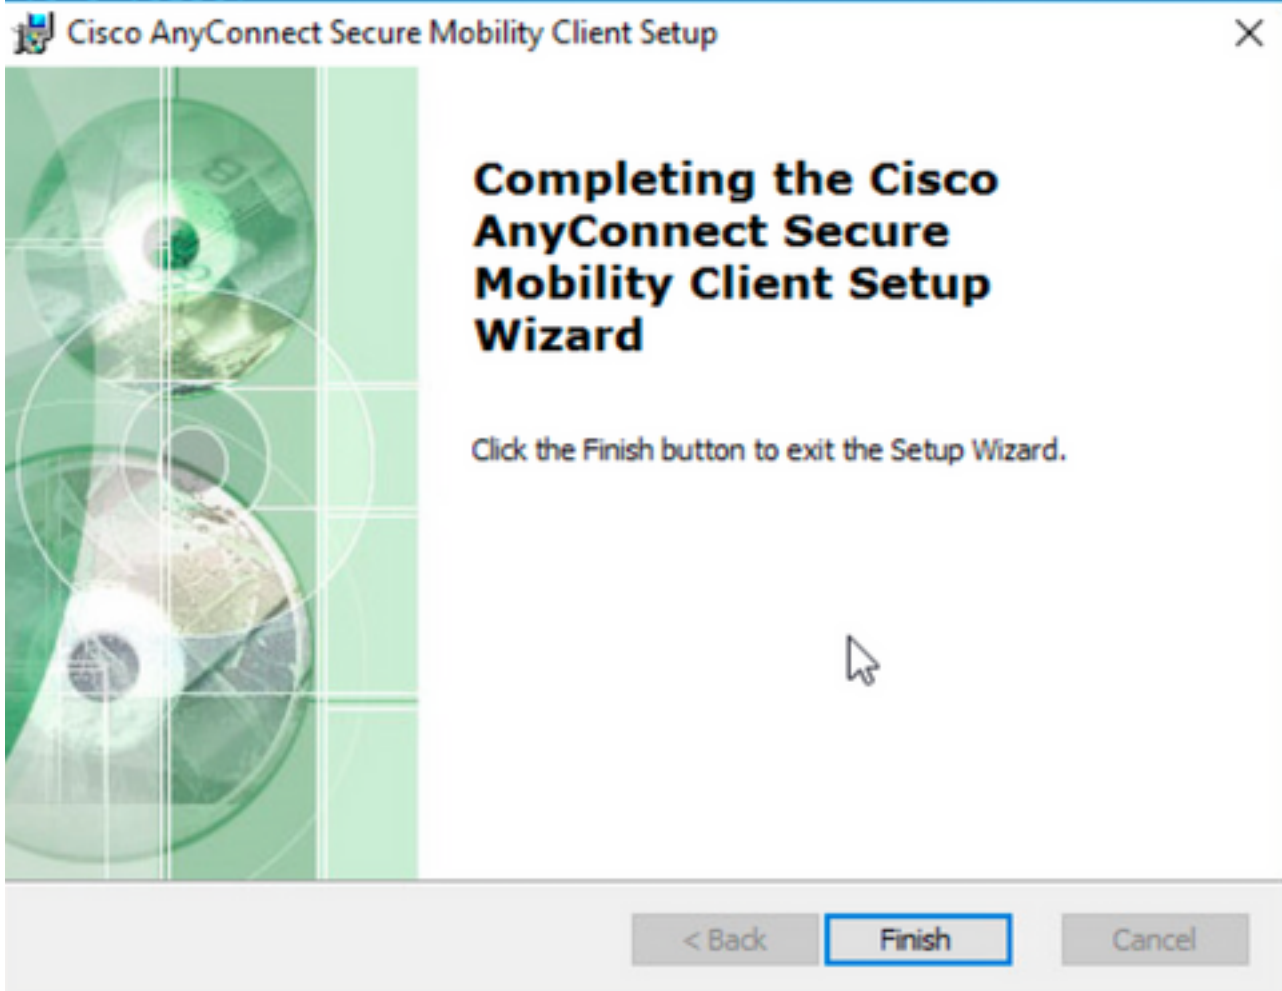 Cisco AnyConnect Secure Mobility Client Setup
Completing the Cisco
AnyConnect Secure
Mobility Client Setup
Wizard
Click the Finish button to exit the Setup Wizard.
< Back
Finish
Cancel